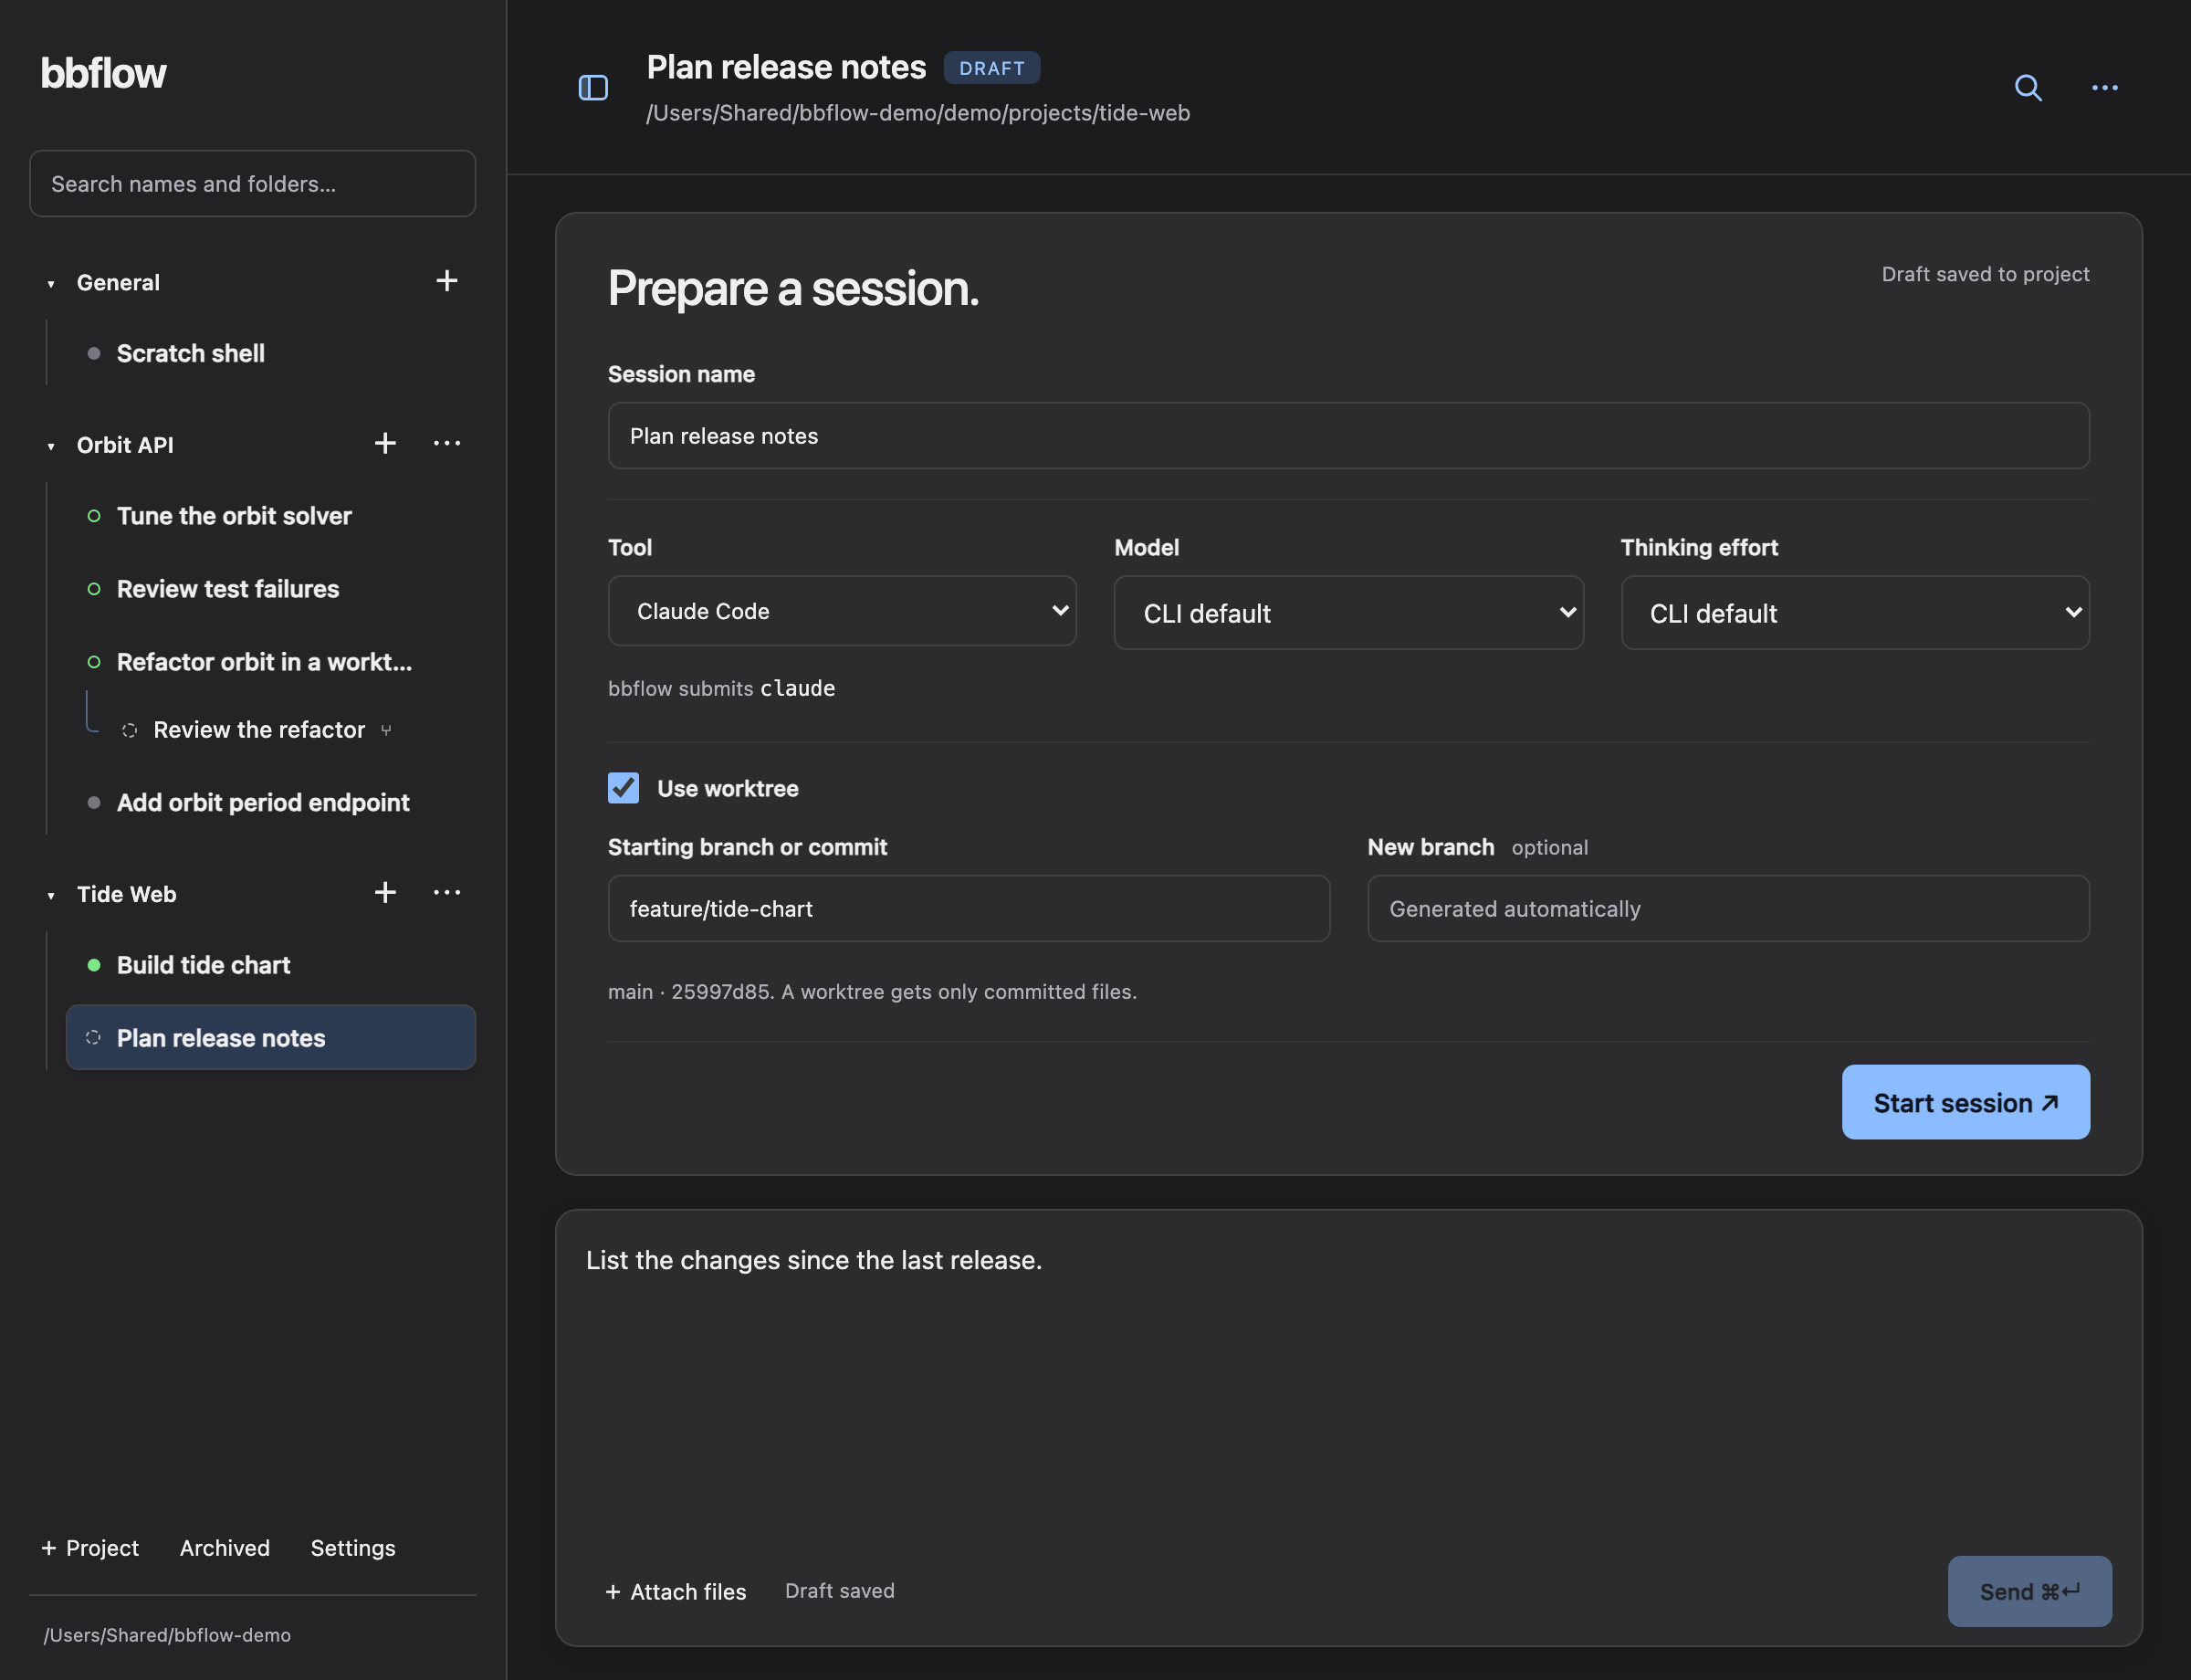 bbflow
Search names and folders...
General
Scratch shell
Orbit API
Tune the orbit solver
Review test failures
Refactor orbit in a workt...
Review the refactor
Add orbit period endpoint
Tide Web
Build tide chart
Plan release notes
+ Project Archived Settings
/Users/Shared/bbflow-demo
Plan release notes DRAFT
/Users/Shared/bbflow-demo/demo/projects/tide-web
Prepare a session.
Draft saved to project
Session name
Plan release notes
Tool Model Thinking effort
Claude Code CLI default CLI default
bbflow submits claude
Use worktree
Starting branch or commit New branch optional
feature/tide-chart Generated automatically
main · 25997d85. A worktree gets only committed files.
Start session ↗
List the changes since the last release.
+ Attach files Draft saved
Send ⌘↵